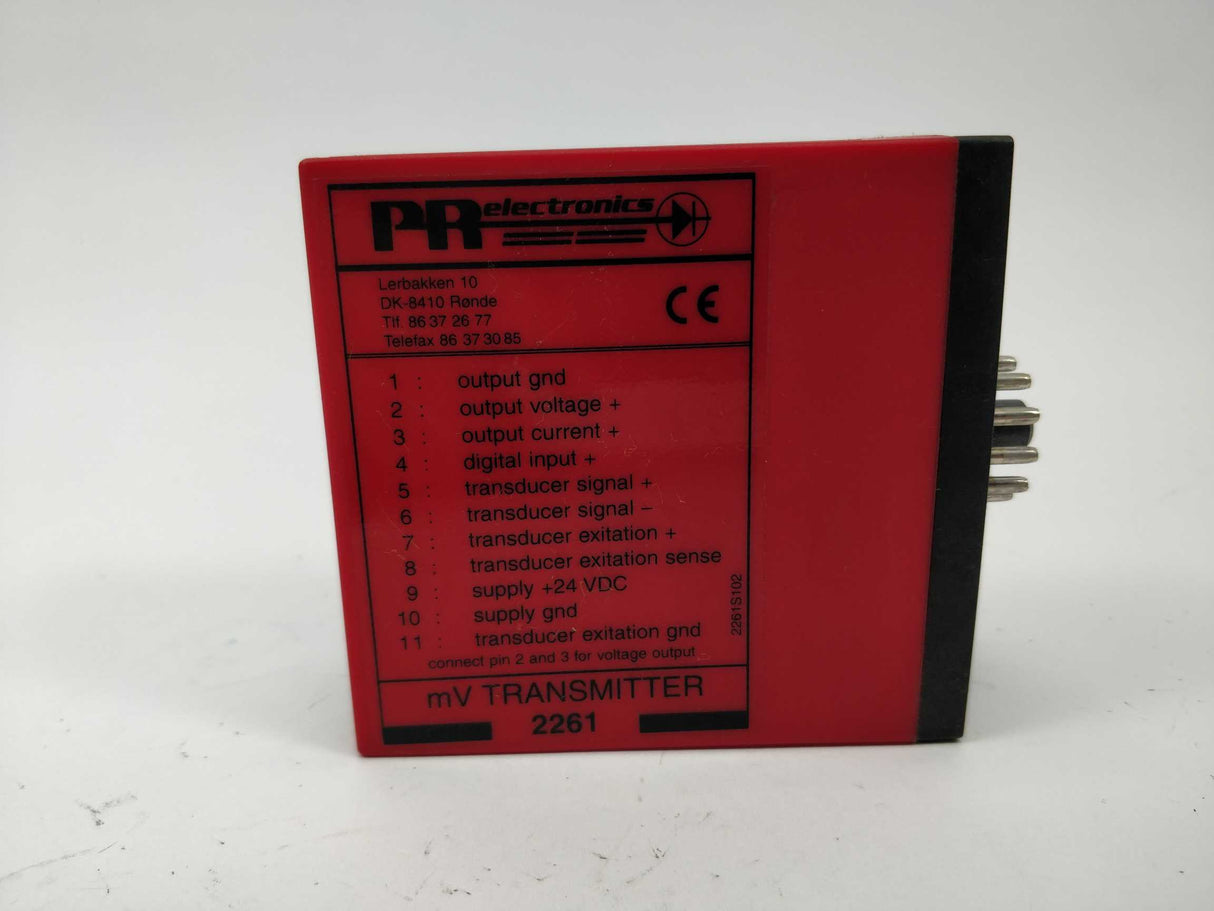 PR electronics
Lerbakken 10
DK-8410 Rønde
Tlf. 86 37 26 77
Telefax 86 37 30 85
CE
1 : output gnd
2 : output voltage +
3 : output current +
4 : digital input +
5 : transducer signal +
6 : transducer signal -
7 : transducer exitation +
8 : transducer exitation sense
9 : supply +24 VDC
10 : supply gnd
11 : transducer exitation gnd
connect pin 2 and 3 for voltage output
2261S102
mV TRANSMITTER
2261